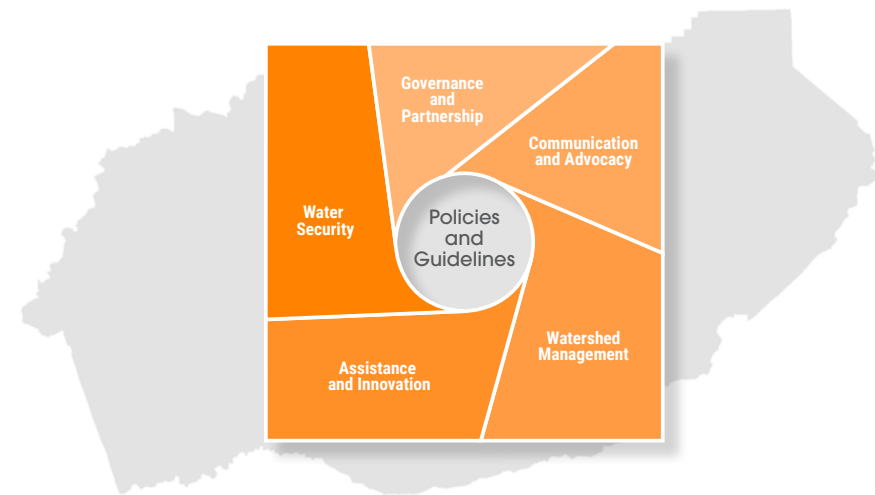 Governance
and
Partnership
Communication
and Advocacy
Water
Security
Policies
and
Guidelines
Watershed
Management
Assistance
and Innovation